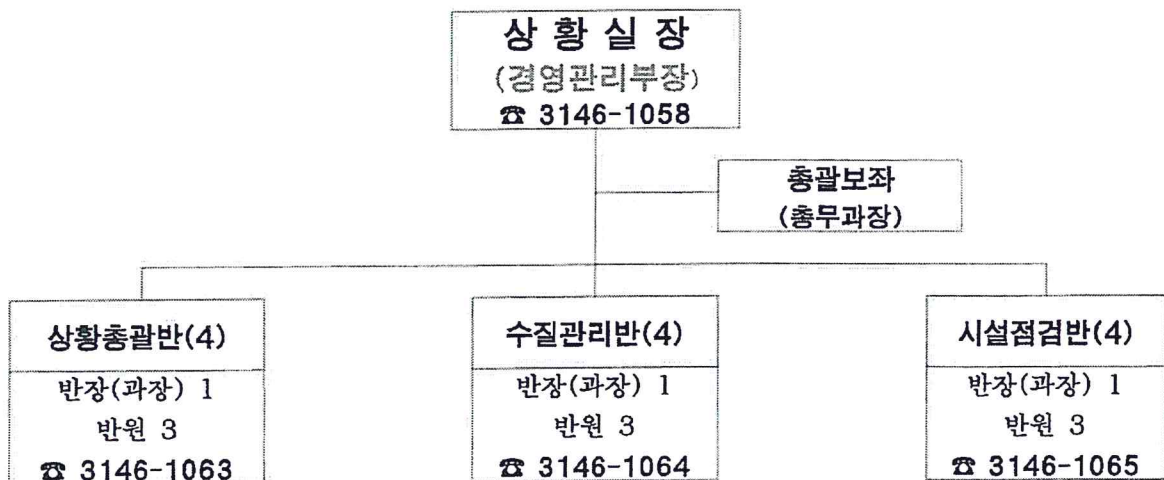 상 황 실 장
(경영관리부장)
☎ 3146-1058
총괄보좌
(총무과장)
상황총괄반(4)
반장(과장) 1
반원 3
☎ 3146-1063
수질관리반(4)
반장(과장) 1
반원 3
☎ 3146-1064
시설점검반(4)
반장(과장) 1
반원 3
☎ 3146-1065